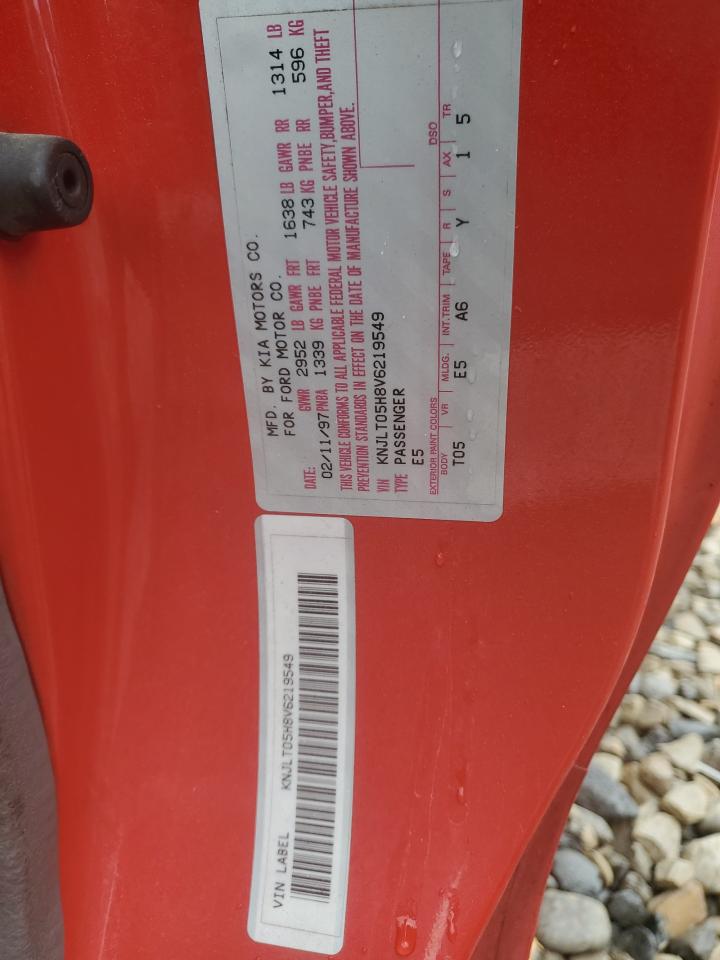 MFD. BY KIA MOTORS CO.
FOR FORD MOTOR CO.
DATE: GVWR 2952 LB GAWR FRT 1638 LB GAWR RR 1314 LB
02/11/97 PNBA 1339 KG PNBE FRT 743 KG PNBE RR 596 KG
THIS VEHICLE CONFORMS TO ALL APPLICABLE FEDERAL MOTOR VEHICLE SAFETY, BUMPER, AND THEFT
PREVENTION STANDARDS IN EFFECT ON THE DATE OF MANUFACTURE SHOWN ABOVE.
VIN KNJLT05H8V6219549
TYPE PASSENGER
E5
EXTERIOR PAINT COLORS DSO
BODY VR MLDG. INT.TRIM TAPE R S AX TR
T05 E5 A6 Y 1 5
VIN LABEL KNJLT05H8V6219549